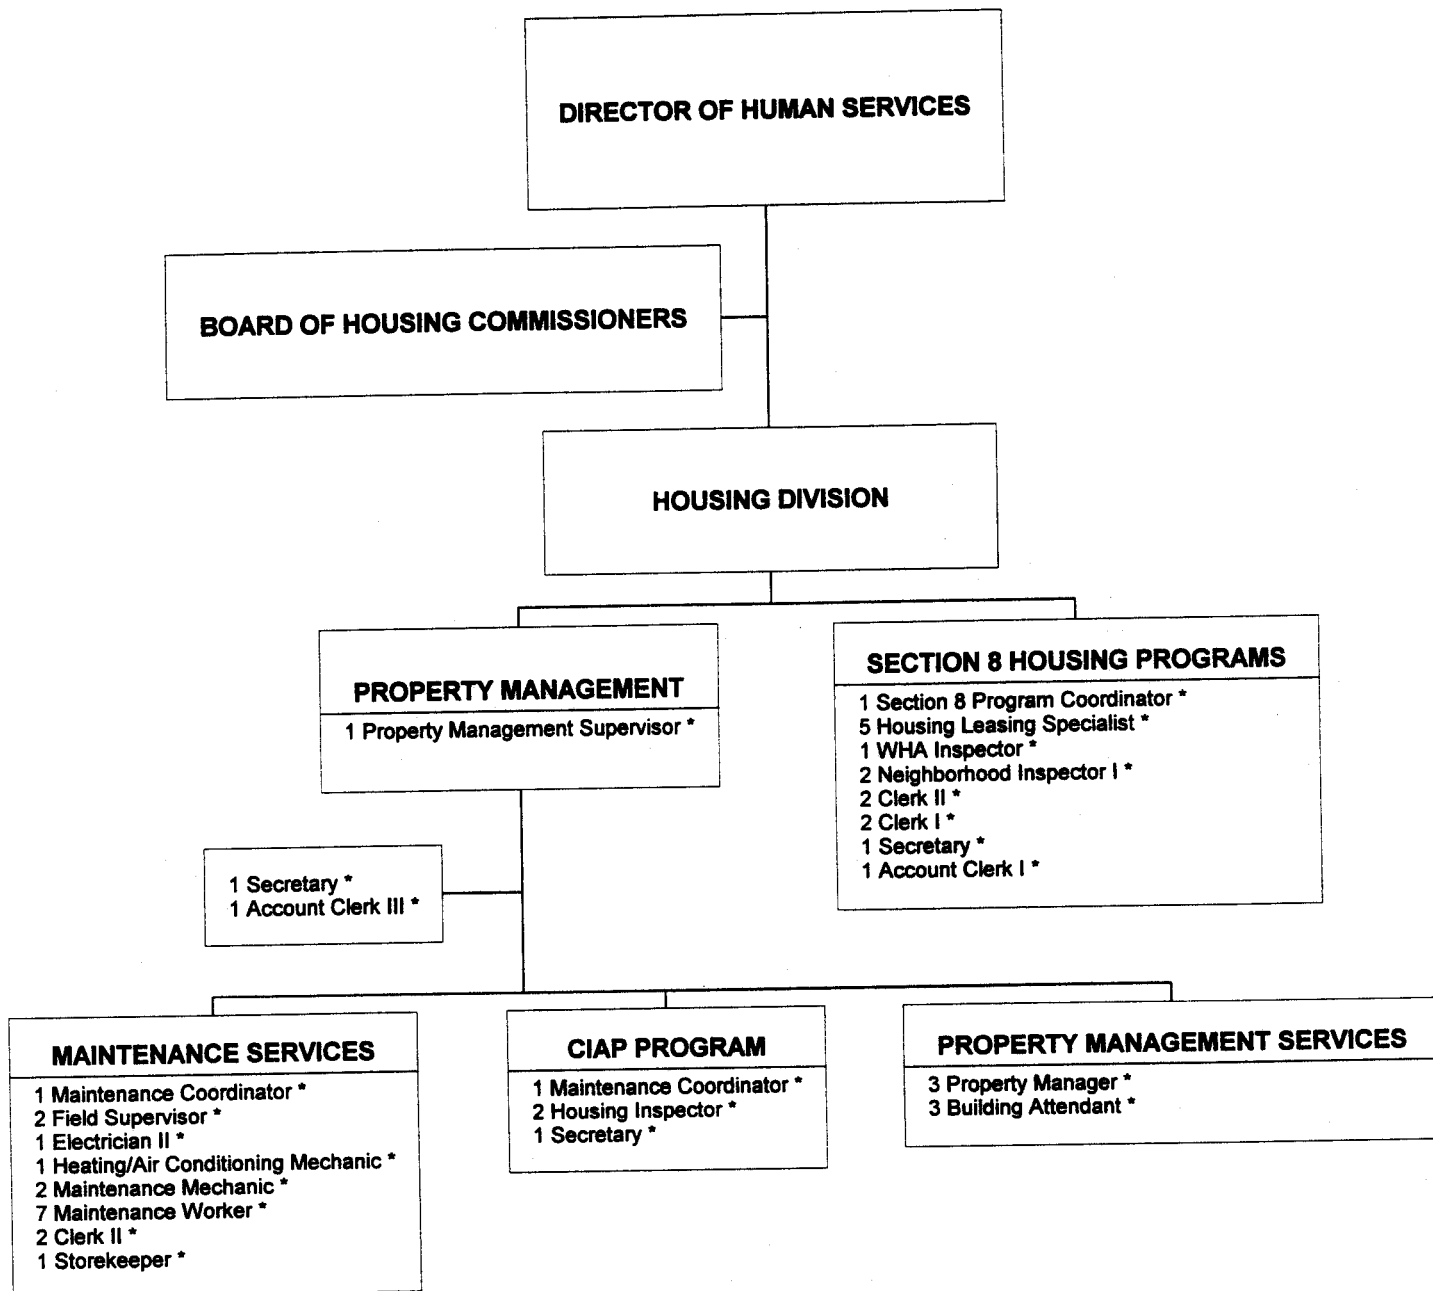 DIRECTOR OF HUMAN SERVICES
BOARD OF HOUSING COMMISSIONERS
HOUSING DIVISION
PROPERTY MANAGEMENT
1 Property Management Supervisor *
SECTION 8 HOUSING PROGRAMS
1 Section 8 Program Coordinator *
5 Housing Leasing Specialist *
1 WHA Inspector *
2 Neighborhood Inspector I *
2 Clerk II *
2 Clerk I *
1 Secretary *
1 Account Clerk I *
1 Secretary *
1 Account Clerk III *
MAINTENANCE SERVICES
1 Maintenance Coordinator *
2 Field Supervisor *
1 Electrician II *
1 Heating/Air Conditioning Mechanic *
2 Maintenance Mechanic *
7 Maintenance Worker *
2 Clerk II *
1 Storekeeper *
CIAP PROGRAM
1 Maintenance Coordinator *
2 Housing Inspector *
1 Secretary *
PROPERTY MANAGEMENT SERVICES
3 Property Manager *
3 Building Attendant *